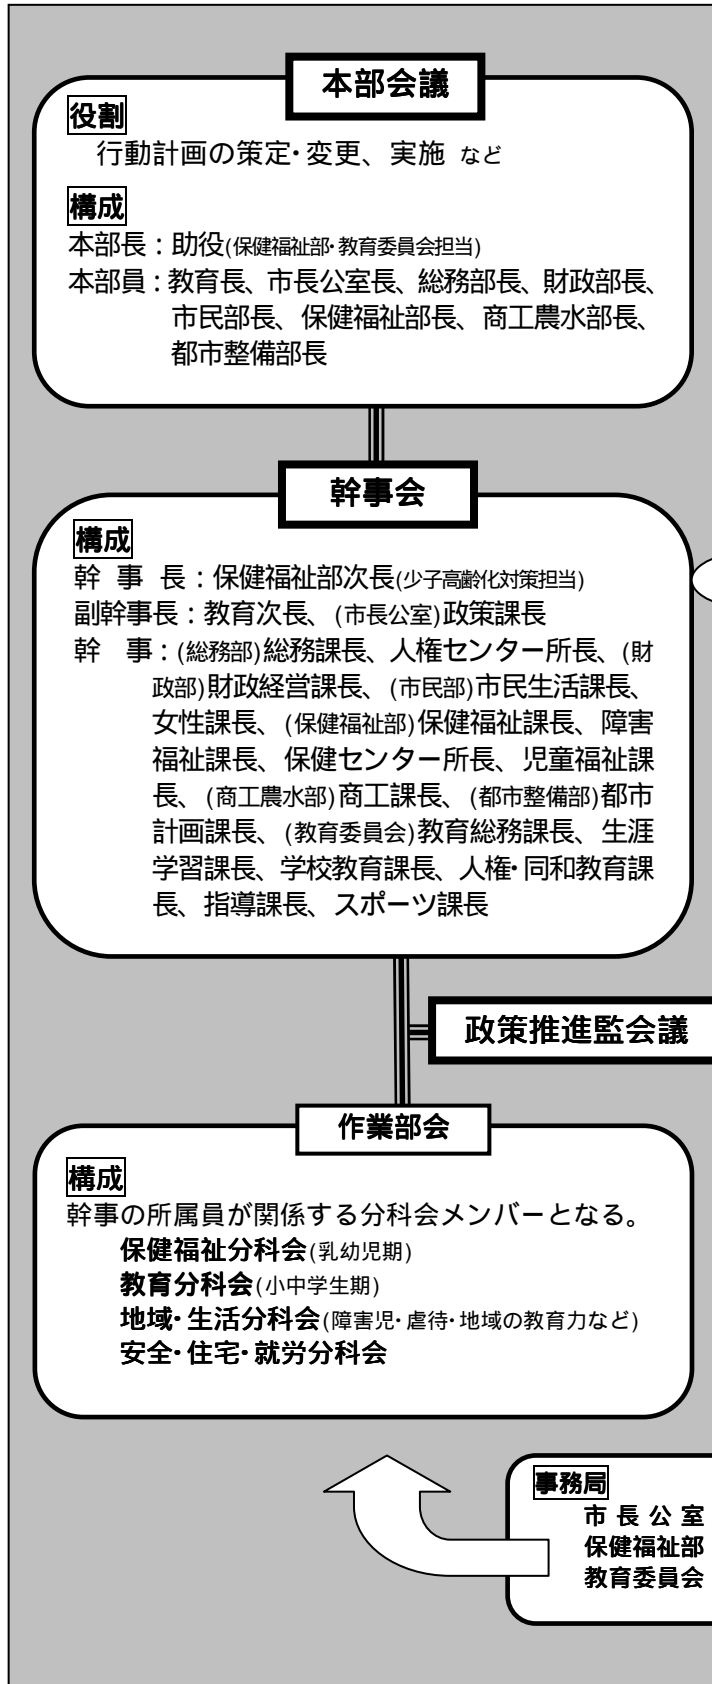 本部会議
役割
行動計画の策定・変更、実施 など
構成
本部長：助役(保健福祉部・教育委員会担当)
本部員：教育長、市長公室長、総務部長、財政部長、
市民部長、保健福祉部長、商工農水部長、
都市整備部長
幹事会
構成
幹 事 長：保健福祉部次長(少子高齢化対策担当)
副幹事長：教育次長、(市長公室)政策課長
幹　事：(総務部)総務課長、人権センター所長、(財
政部)財政経営課長、(市民部)市民生活課長、
女性課長、(保健福祉部)保健福祉課長、障害
福祉課長、保健センター所長、児童福祉課
長、(商工農水部)商工課長、(都市整備部)都市
計画課長、(教育委員会)教育総務課長、生涯
学習課長、学校教育課長、人権・同和教育課
長、指導課長、スポーツ課長
政策推進監会議
作業部会
構成
幹事の所属員が関係する分科会メンバーとなる。
保健福祉分科会(乳幼児期)
教育分科会(小中学生期)
地域・生活分科会(障害児・虐待・地域の教育力など)
安全・住宅・就労分科会
事務局
市 長 公 室
保健福祉部
教育委員会